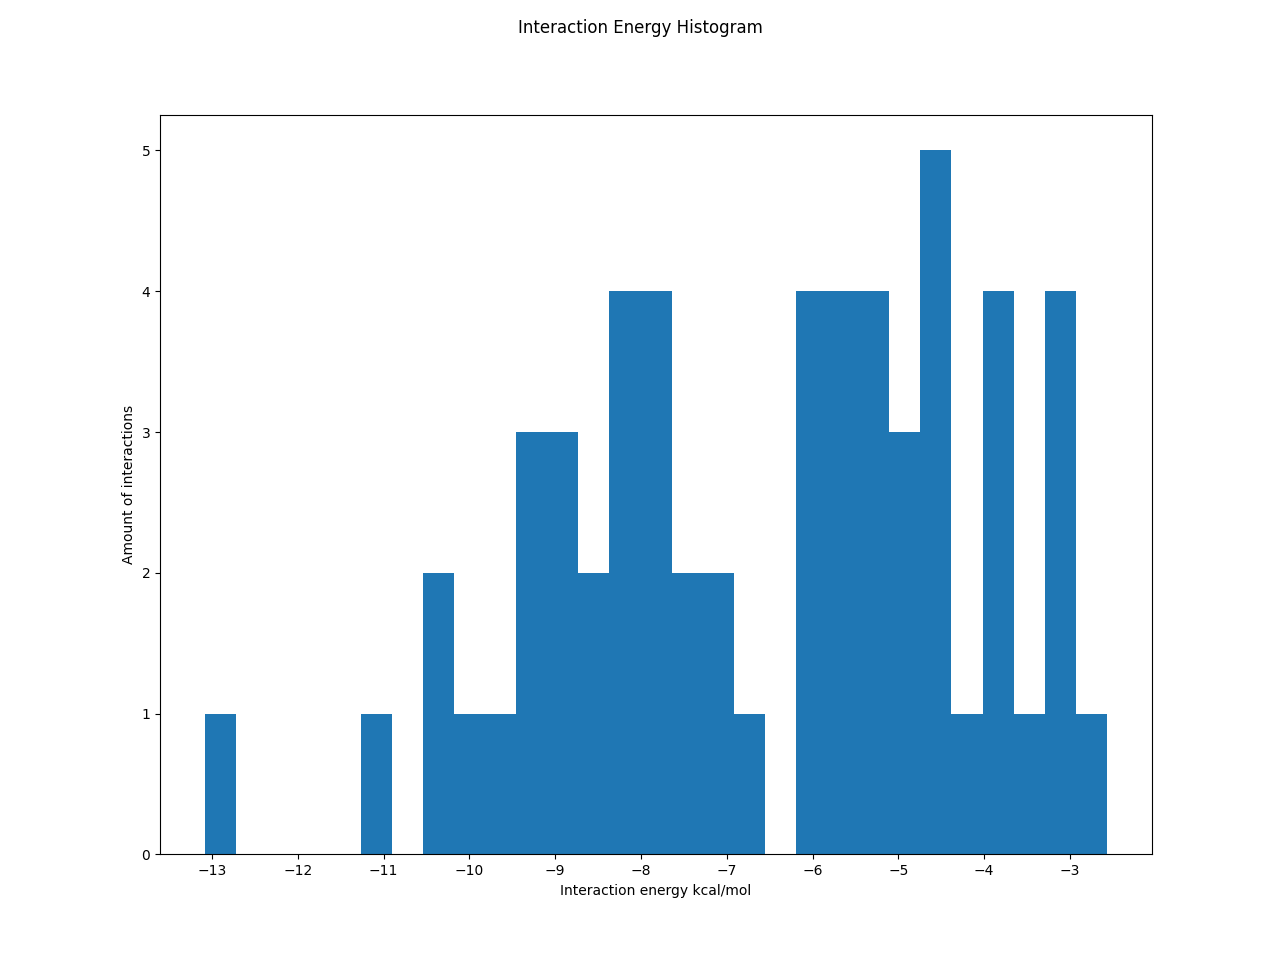 Interaction Energy Histogram
5
4
3
2
1
0
Amount of interactions
−13 −12 −11 −10 −9 −8 −7 −6 −5 −4 −3
Interaction energy kcal/mol